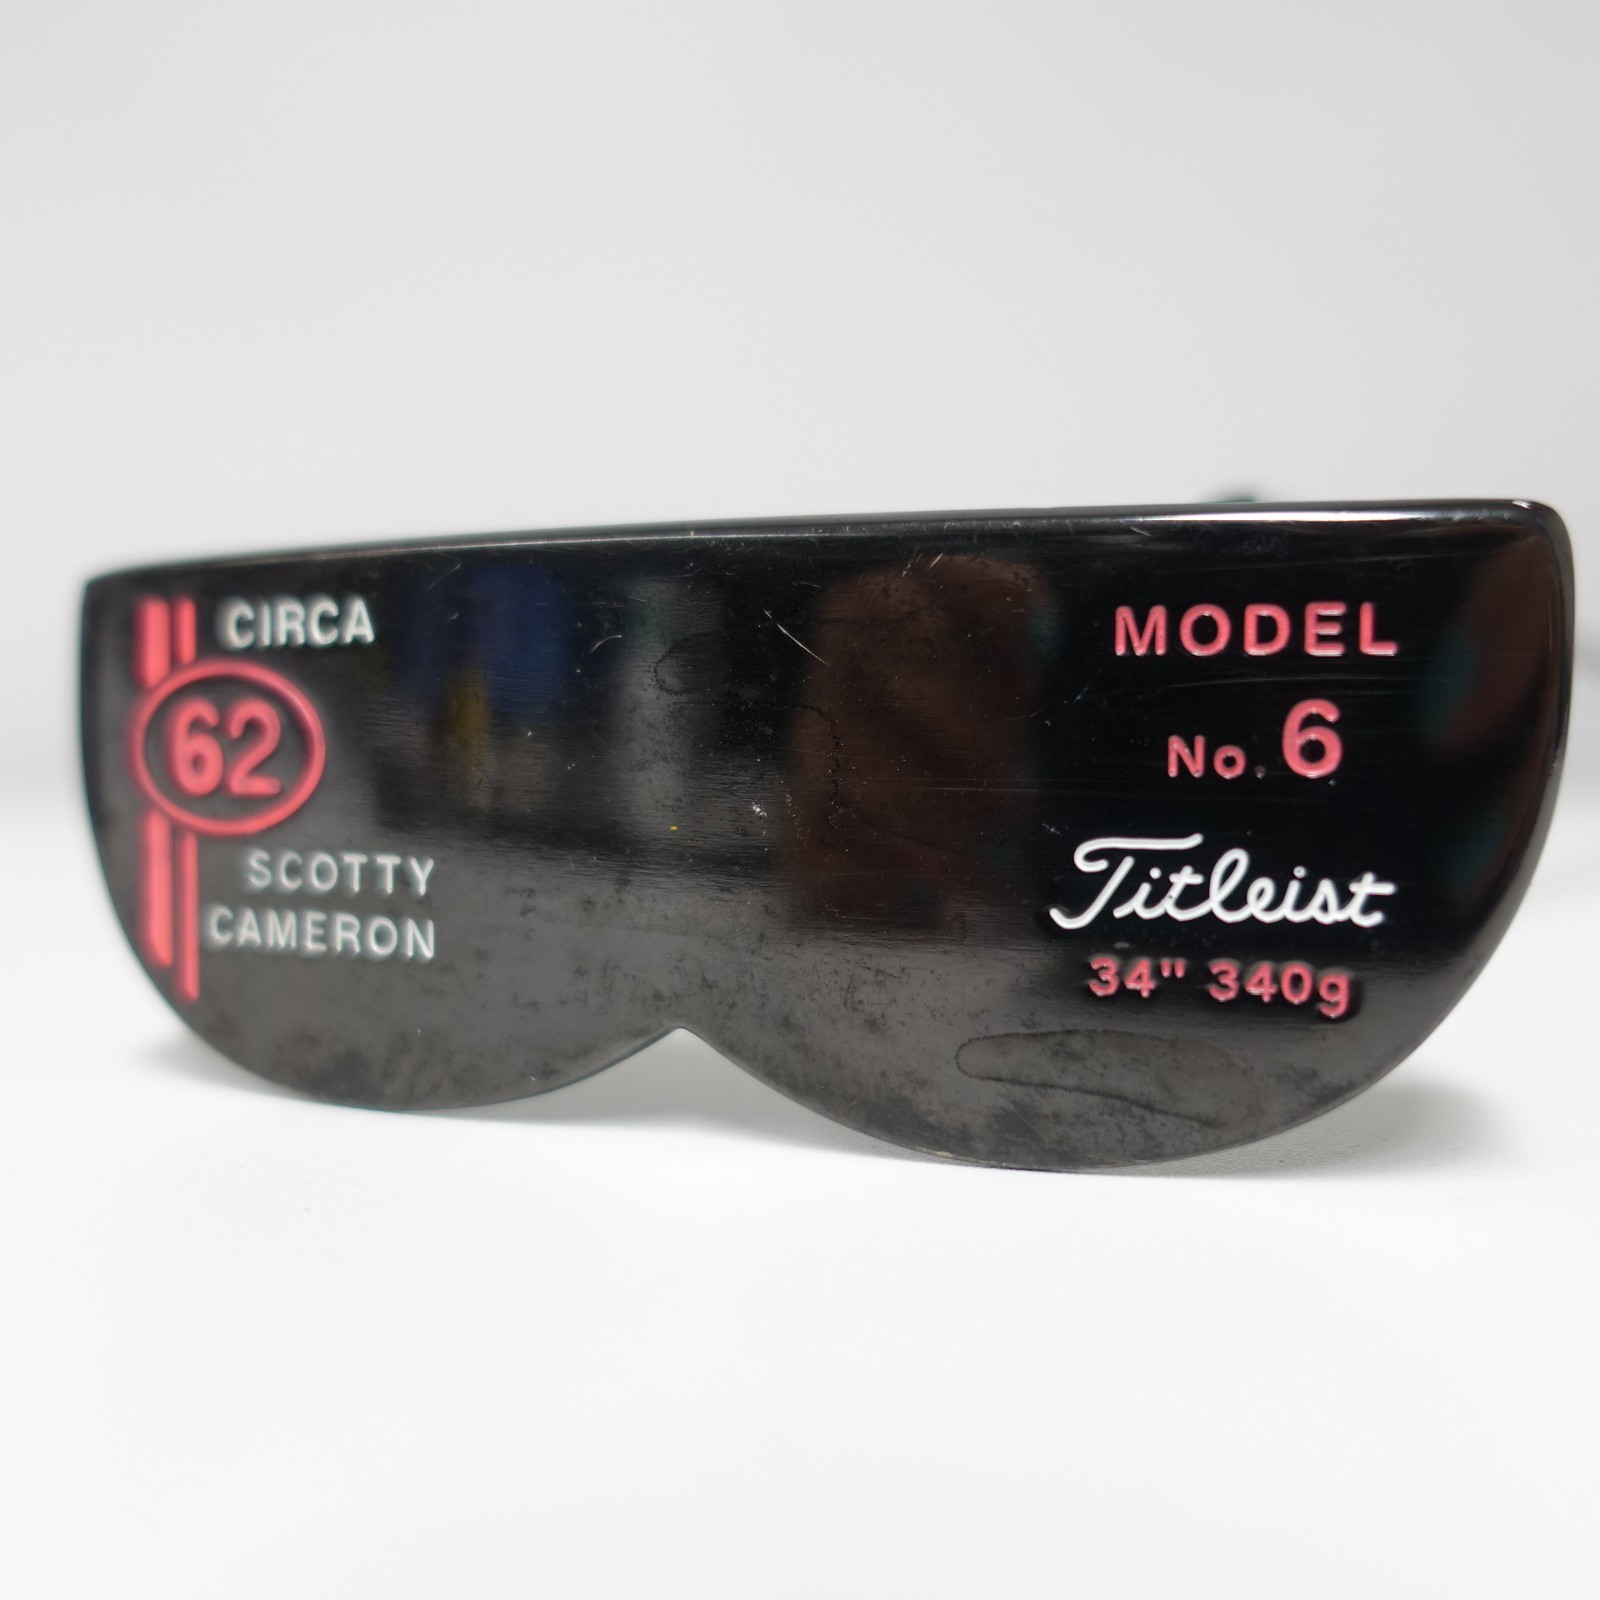 CIRCA
62
SCOTTY
CAMERON
MODEL
No. 6
Titleist
34" 340g